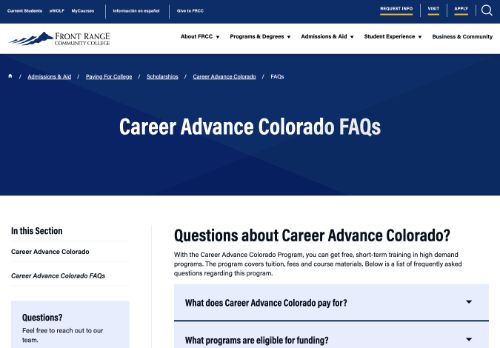 Current Students eWOLF MyCourses Información en español Give to FRCC REQUEST INFO VISIT APPLY
FRONT RANGE
COMMUNITY COLLEGE
About FRCC Programs & Degrees Admissions & Aid Student Experience Business & Community
/ Admissions & Aid / Paying For College / Scholarships / Career Advance Colorado / FAQs
Career Advance Colorado FAQs
In this Section
Career Advance Colorado
Career Advance Colorado FAQs
Questions?
Feel free to reach out to our
team.
Questions about Career Advance Colorado?
With the Career Advance Colorado Program, you can get free, short-term training in high demand
programs. The program covers tuition, fees and course materials. Below is a list of frequently asked
questions regarding this program.
What does Career Advance Colorado pay for?
What programs are eligible for funding?